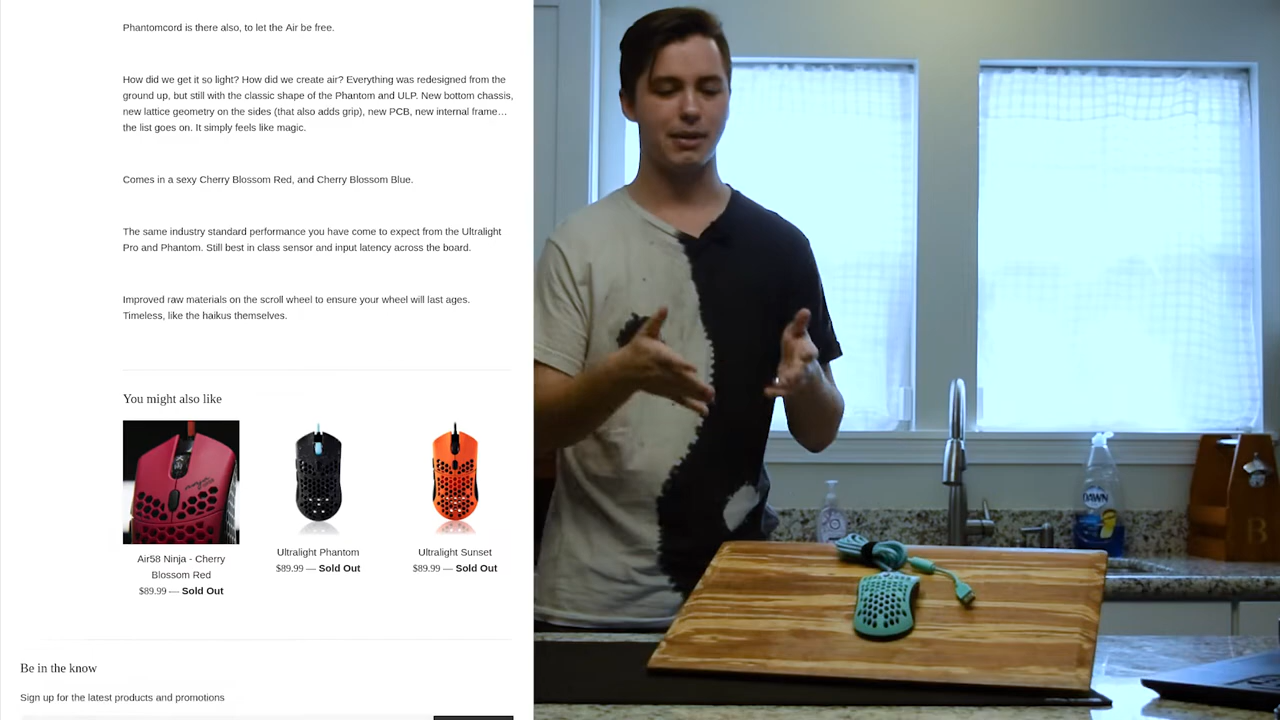 Phantomcord is there also, to let the Air be free.
How did we get it so light? How did we create air? Everything was redesigned from the
ground up, but still with the classic shape of the Phantom and ULP. New bottom chassis,
new lattice geometry on the sides (that also adds grip), new PCB, new internal frame…
the list goes on. It simply feels like magic.
Comes in a sexy Cherry Blossom Red, and Cherry Blossom Blue.
The same industry standard performance you have come to expect from the Ultralight
Pro and Phantom. Still best in class sensor and input latency across the board.
Improved raw materials on the scroll wheel to ensure your wheel will last ages.
Timeless, like the haikus themselves.
You might also like
Air58 Ninja - Cherry
Blossom Red
$89.99 — Sold Out
Ultralight Phantom
$89.99 — Sold Out
Ultralight Sunset
$89.99 — Sold Out
Be in the know
Sign up for the latest products and promotions
DAWN
B